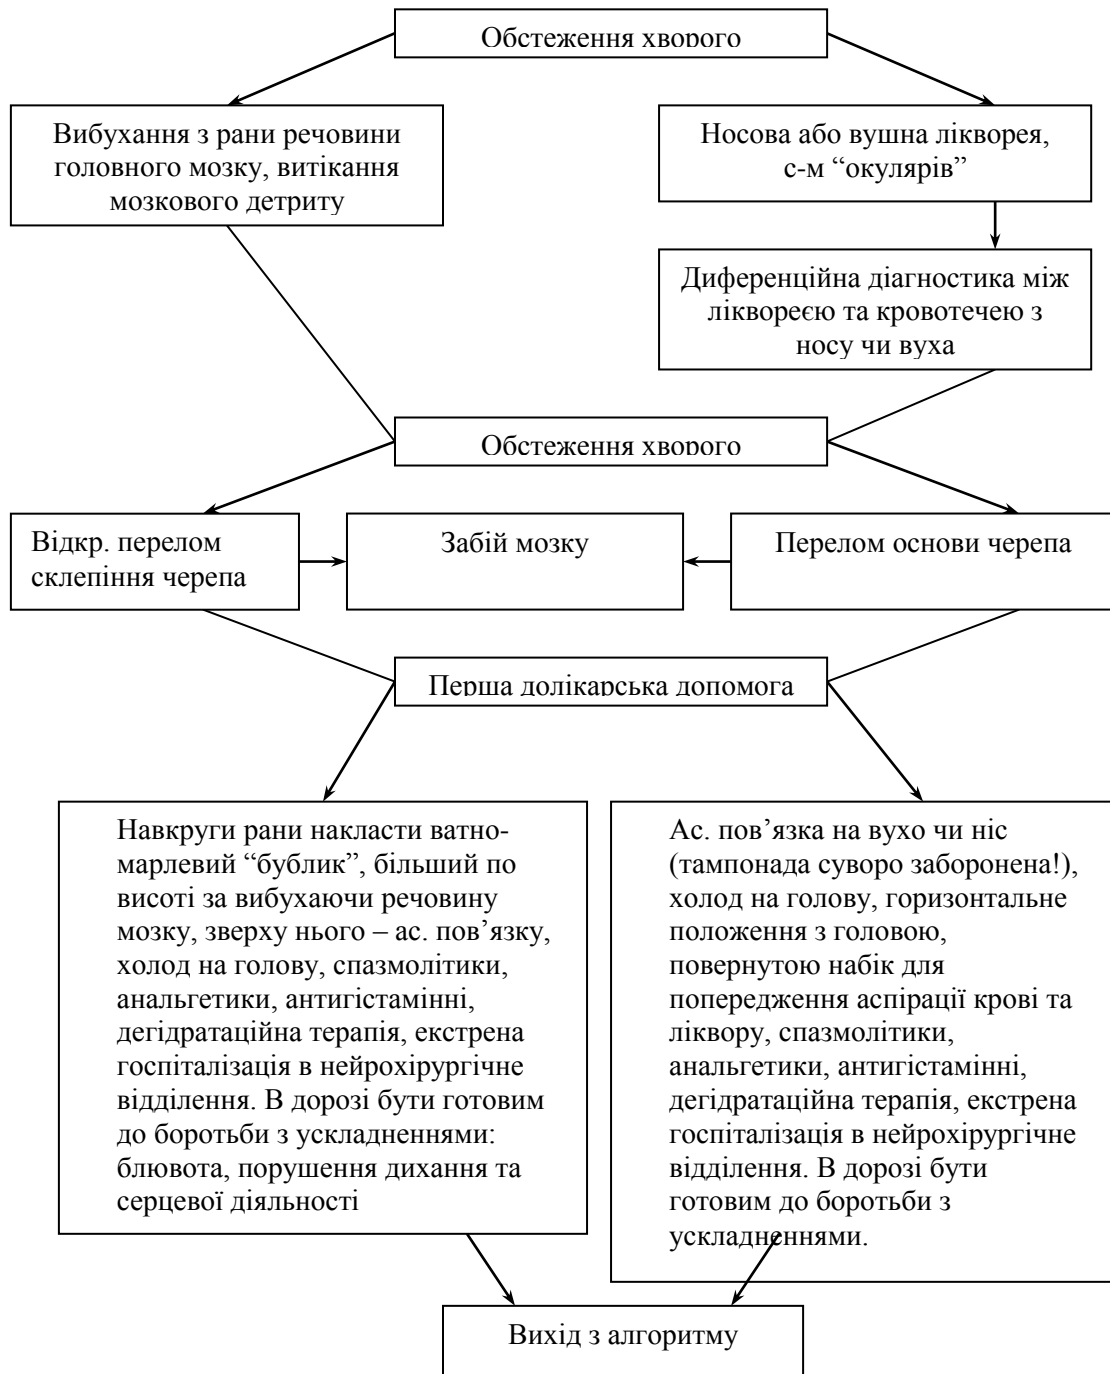 Обстеження хворого
Вибухання з рани речовини
головного мозку, витікання
мозкового детриту
Носова або вушна лікворея,
с-м “окулярів”
Диференційна діагностика між
лікворeєю та кровотечею з
носу чи вуха
Обстеження хворого
Відкр. перелом
склепіння черепа
Забій мозку
Перелом основи черепа
Перша долікарська допомога
Навкруги рани накласти ватно-
марлевий “бублик”, більший по
висоті за вибухаючи речовину
мозку, зверху нього – ас. пов’язку,
холод на голову, спазмолітики,
анальгетики, антигістамінні,
дегідратаційна терапія, екстрена
госпіталізація в нейрохірургічне
відділення. В дорозі бути готовим
до боротьби з ускладненнями:
блювота, порушення дихання та
серцевої діяльності
Ас. пов’язка на вухо чи ніс
(тампонада суворо заборонена!),
холод на голову, горизонтальне
положення з головою,
повернутою набік для
попередження аспірації крові та
ліквору, спазмолітики,
анальгетики, антигістамінні,
дегідратаційна терапія, екстрена
госпіталізація в нейрохірургічне
відділення. В дорозі бути
готовим до боротьби з
ускладненнями.
Вихід з алгоритму